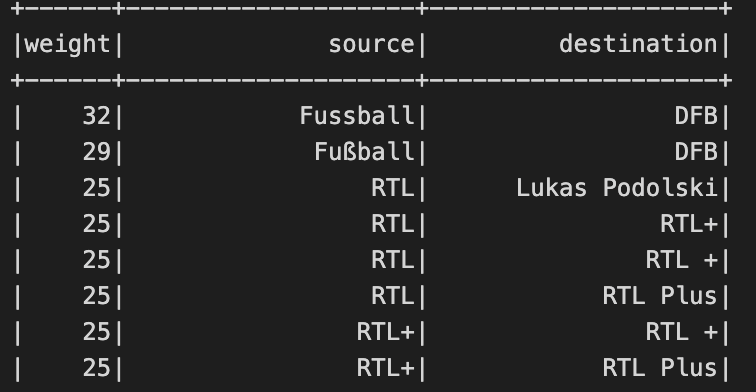 +------+--------------------+--------------------+
|weight|              source|         destination|
+------+--------------------+--------------------+
|    32|            Fussball|                 DFB|
|    29|             Fußball|                 DFB|
|    25|                 RTL|      Lukas Podolski|
|    25|                 RTL|                RTL+|
|    25|                 RTL|               RTL +|
|    25|                 RTL|            RTL Plus|
|    25|                RTL+|               RTL +|
|    25|                RTL+|            RTL Plus|